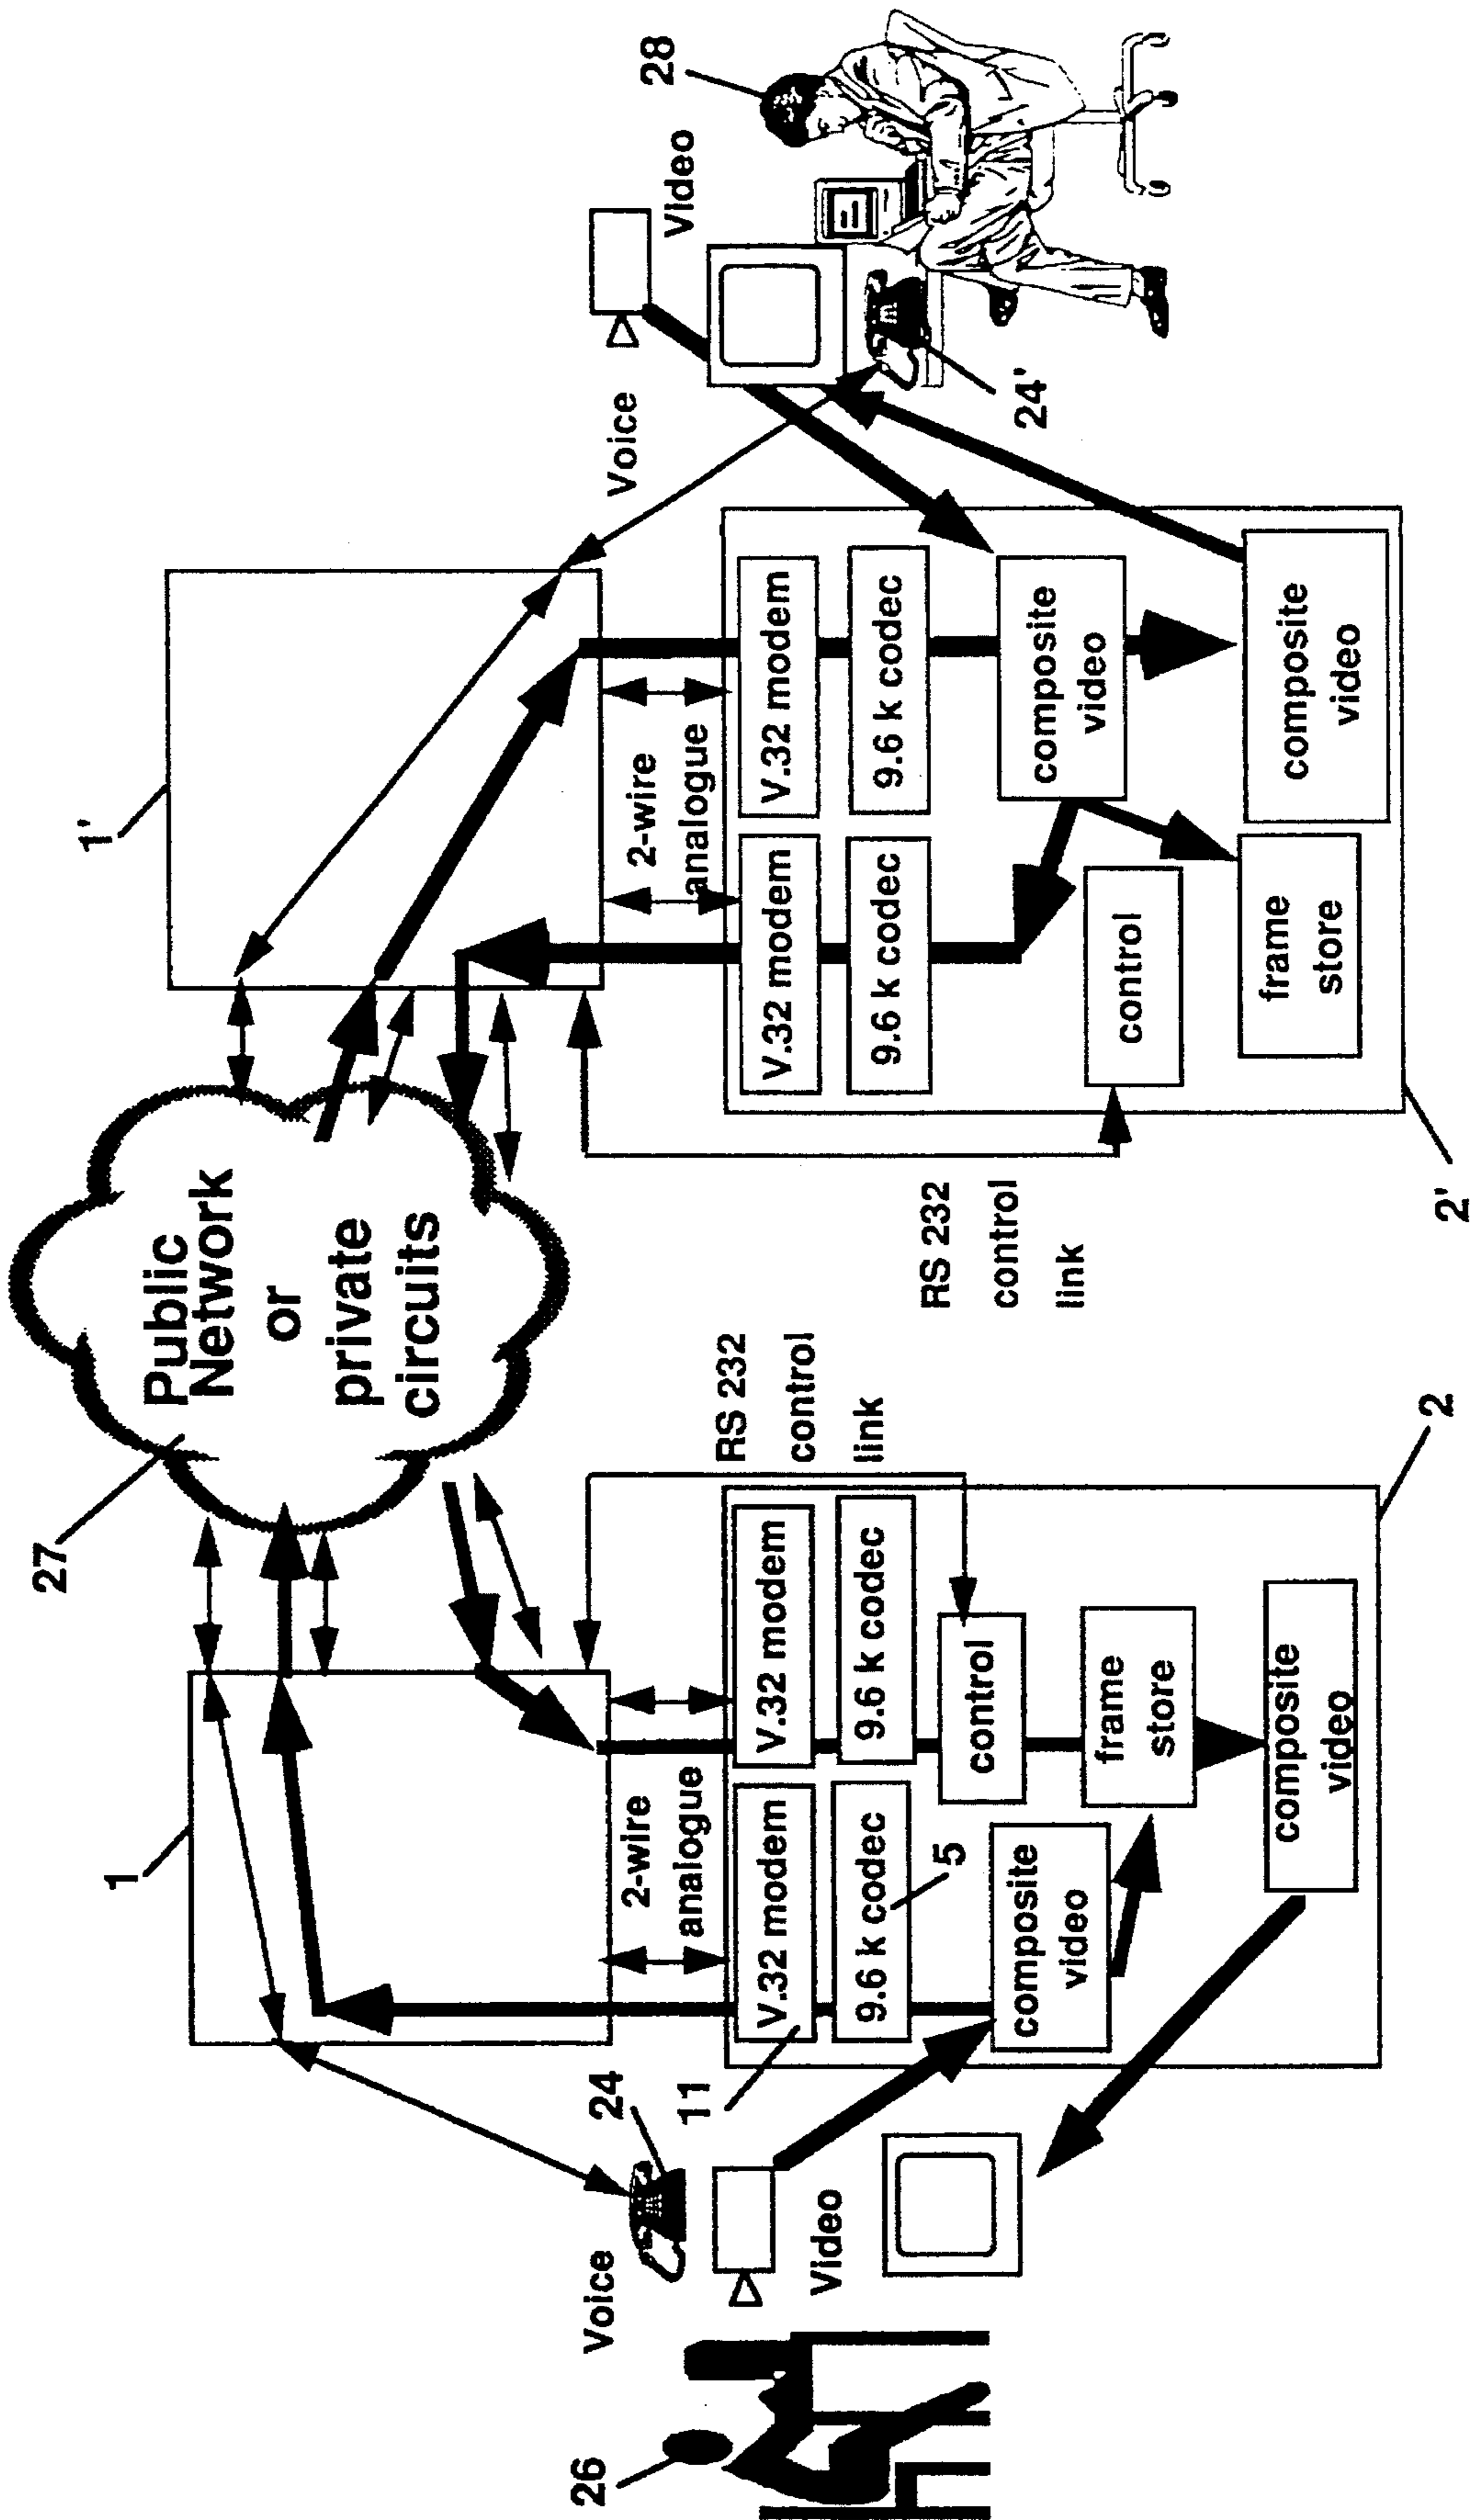 27
Public
Network
or
private
circuits
1
1'
26
Voice
24
Video
11
2-wire
analogue
V.32 modem
V.32 modem
9.6 k codec
9.6 k codec
5
composite
video
control
frame
store
composite
video
2
RS 232
control
link
RS 232
control
link
2-wire
analogue
V.32 modem
V.32 modem
9.6 k codec
9.6 k codec
composite
video
control
frame
store
composite
video
2'
Voice
Video
28
24'